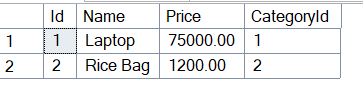 Id Name Price CategoryId
1 1 Laptop 75000.00 1
2 2 Rice Bag 1200.00 2